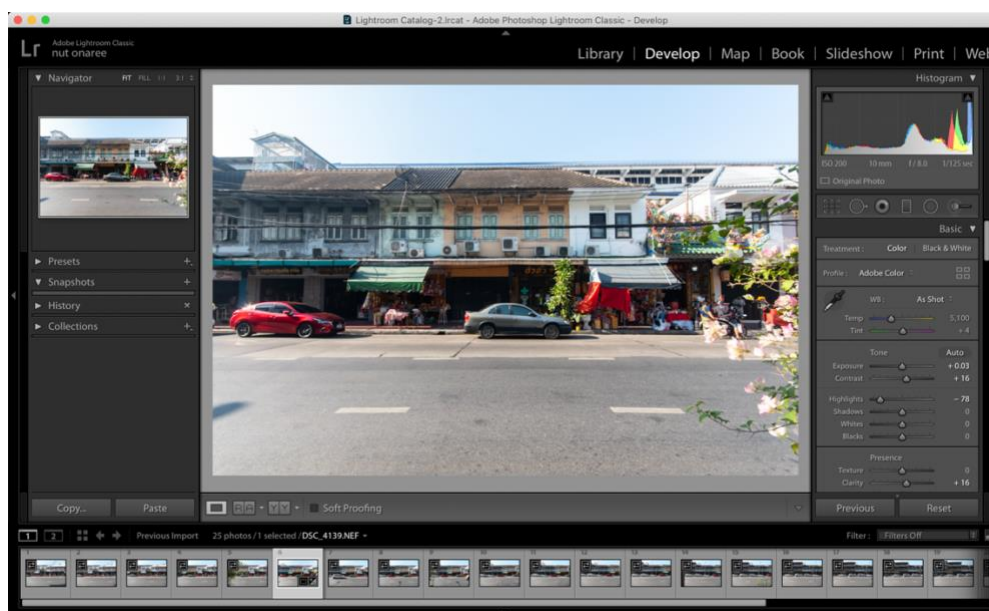 Lightroom Catalog-2.lrcat - Adobe Photoshop Lightroom Classic - Develop
Lr Adobe Lightroom Classic
nut onaree
Library | Develop | Map | Book | Slideshow | Print | Web
Navigator FIT FILL 1:1 3:1
Presets
Snapshots
History
Collections
Copy... Paste
Histogram
ISO 200 10 mm f / 8.0 1/125 sec
Original Photo
Basic
Treatment : Color Black & White
Profile : Adobe Color
WB : As Shot
Temp 5,100
Tint + 4
Tone Auto
Exposure + 0.03
Contrast + 16
Highlights - 78
Shadows 0
Whites 0
Blacks 0
Presence
Texture 0
Clarity + 16
Previous Reset
Soft Proofing
1 2 Previous Import 25 photos / 1 selected / DSC_4139.NEF
Filter : Filters Off